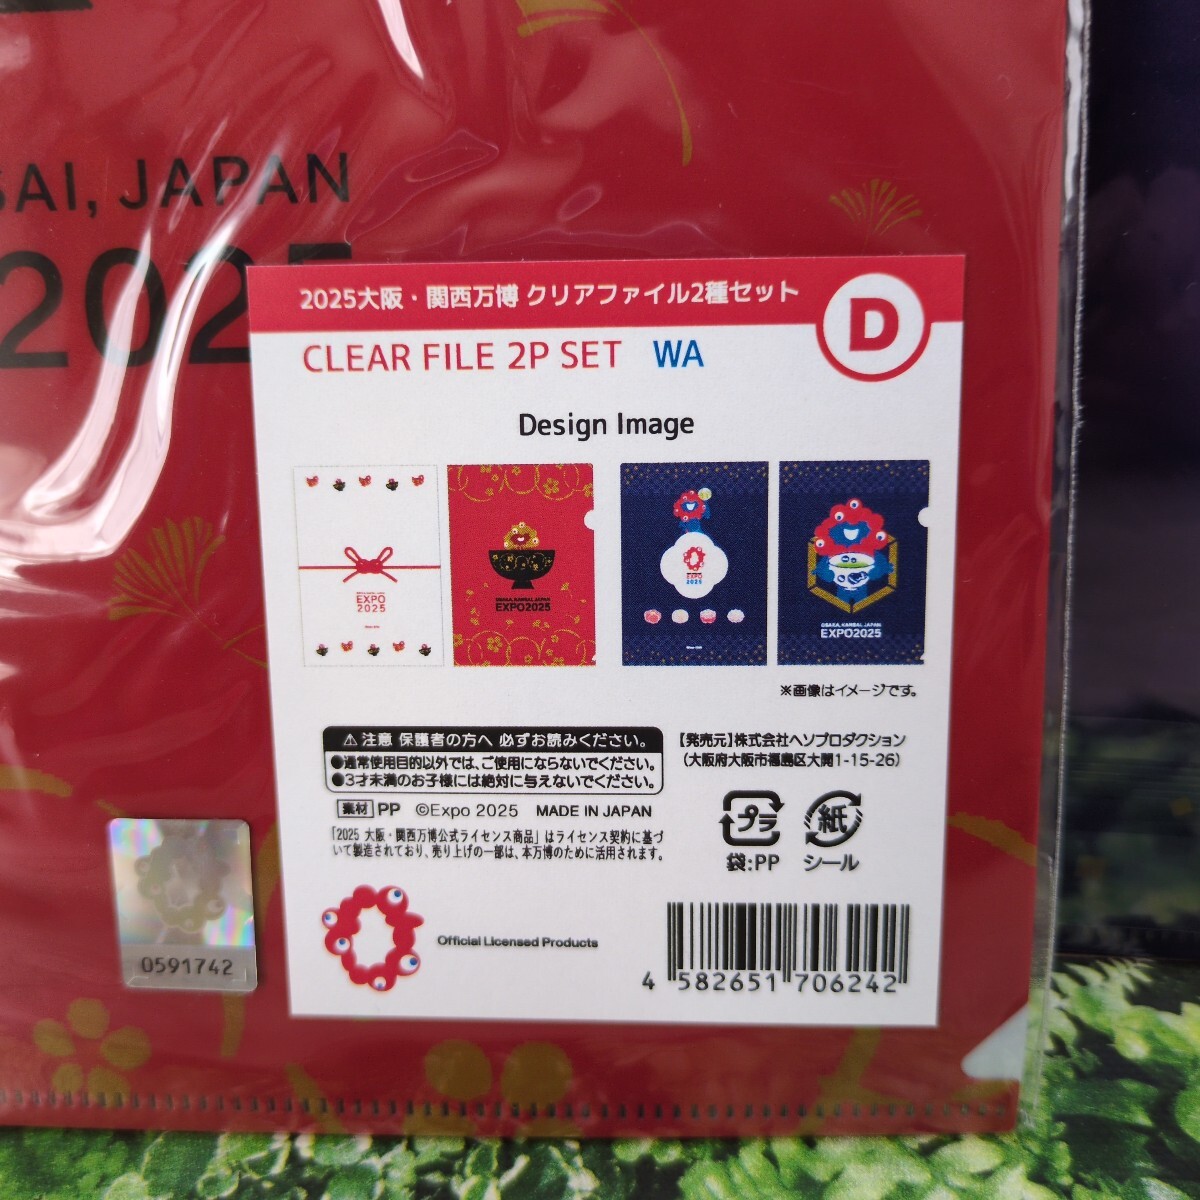 SAI, JAPAN
2025
2025大阪・関西万博 クリアファイル2種セット
D
CLEAR FILE 2P SET WA
Design Image
EXPO
2025
OSAKA, KANSAI, JAPAN
EXPO2025
EXPO
2025
OSAKA, KANSAI, JAPAN
EXPO2025
※画像はイメージです。
⚠注意 保護者の方へ 必ずお読みください。
●通常使用目的以外では、ご使用にならないでください。
●3才未満のお子様には絶対に与えないでください。
【発売元】株式会社ヘソプロダクション
(大阪府大阪市福島区大開1-15-26)
素材 PP ©Expo 2025 MADE IN JAPAN
「2025 大阪・関西万博公式ライセンス商品」はライセンス契約に基づ
いて製造されており、売り上げの一部は、本万博のために活用されます。
プラ
紙
袋:PP
シール
Official Licensed Products
4 582651 706242
0591742